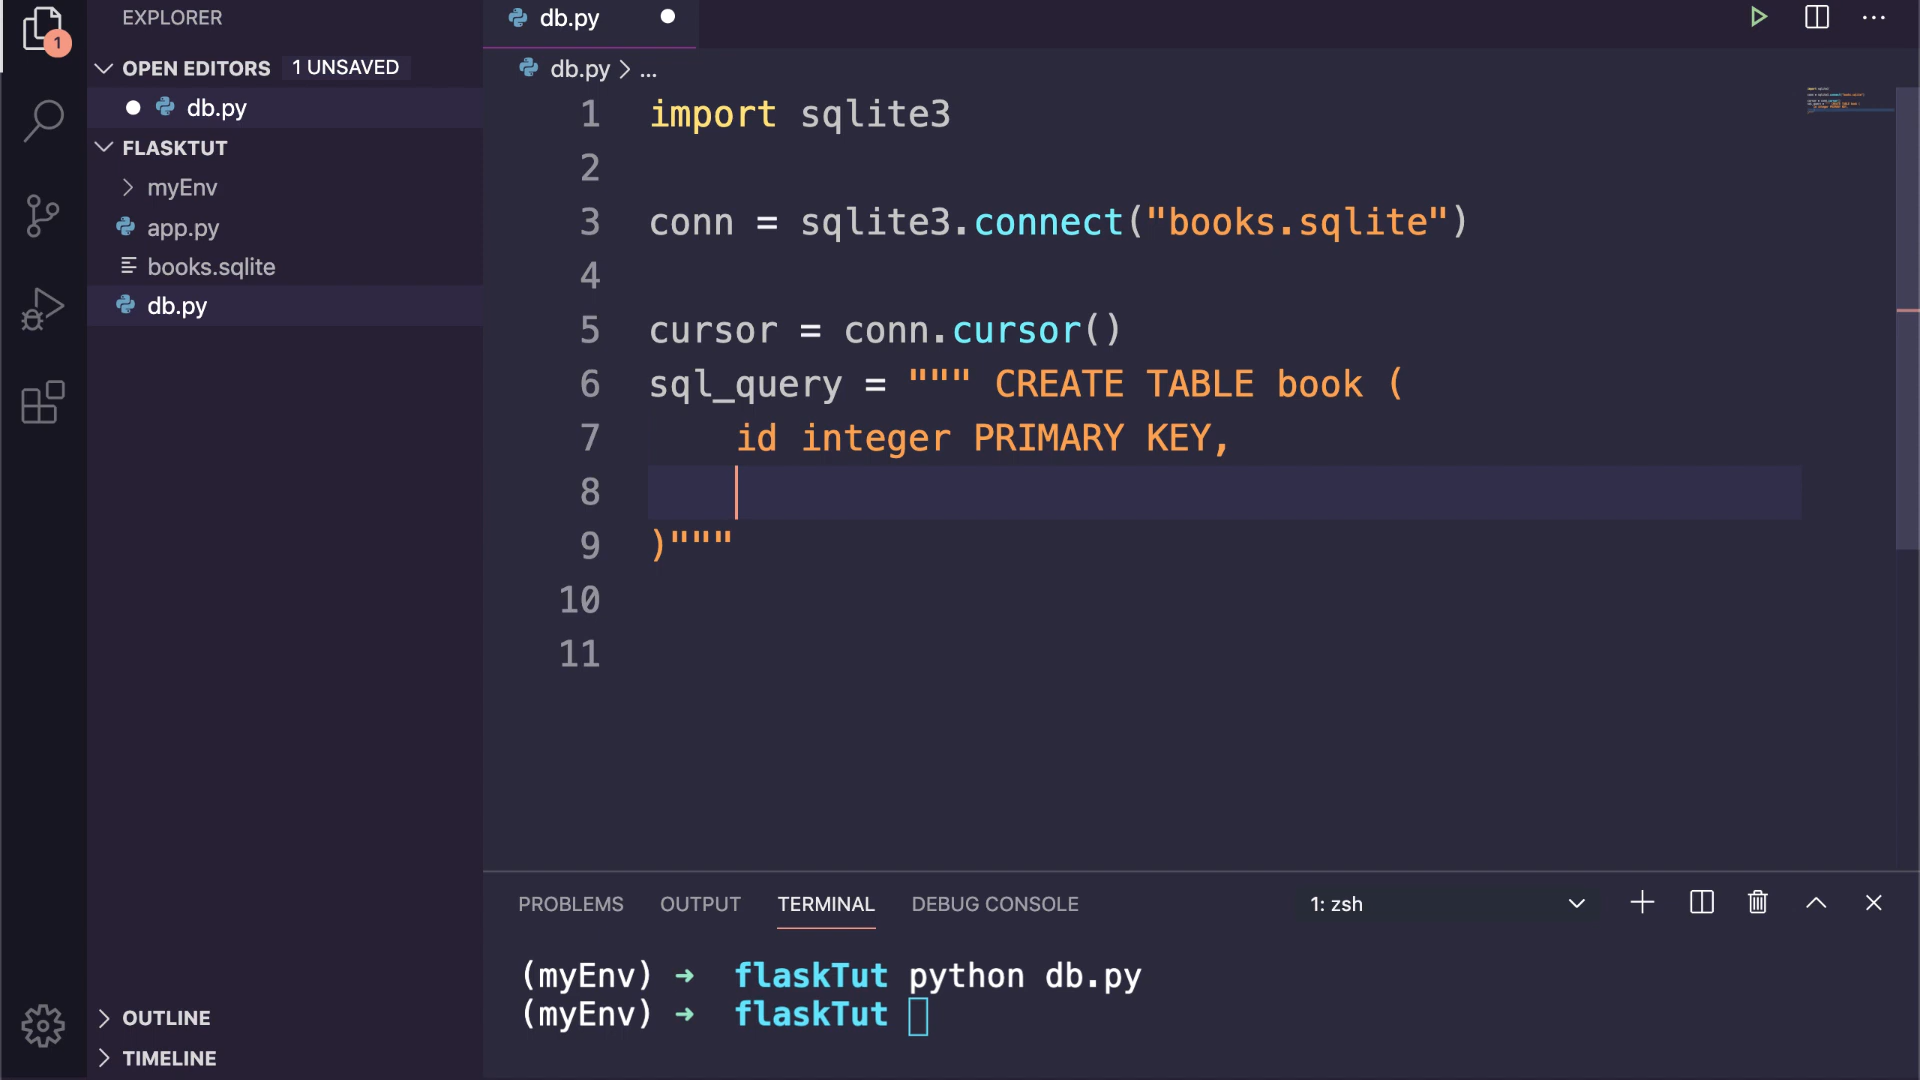 EXPLORER
1
OPEN EDITORS 1 UNSAVED
db.py
FLASKTUT
myEnv
app.py
books.sqlite
db.py
OUTLINE
TIMELINE
db.py
db.py > ...
1 import sqlite3
2
3 conn = sqlite3.connect("books.sqlite")
4
5 cursor = conn.cursor()
6 sql_query = """ CREATE TABLE book (
7 id integer PRIMARY KEY,
8
9 )"""
10
11
PROBLEMS OUTPUT TERMINAL DEBUG CONSOLE 1: zsh
(myEnv) → flaskTut python db.py
(myEnv) → flaskTut